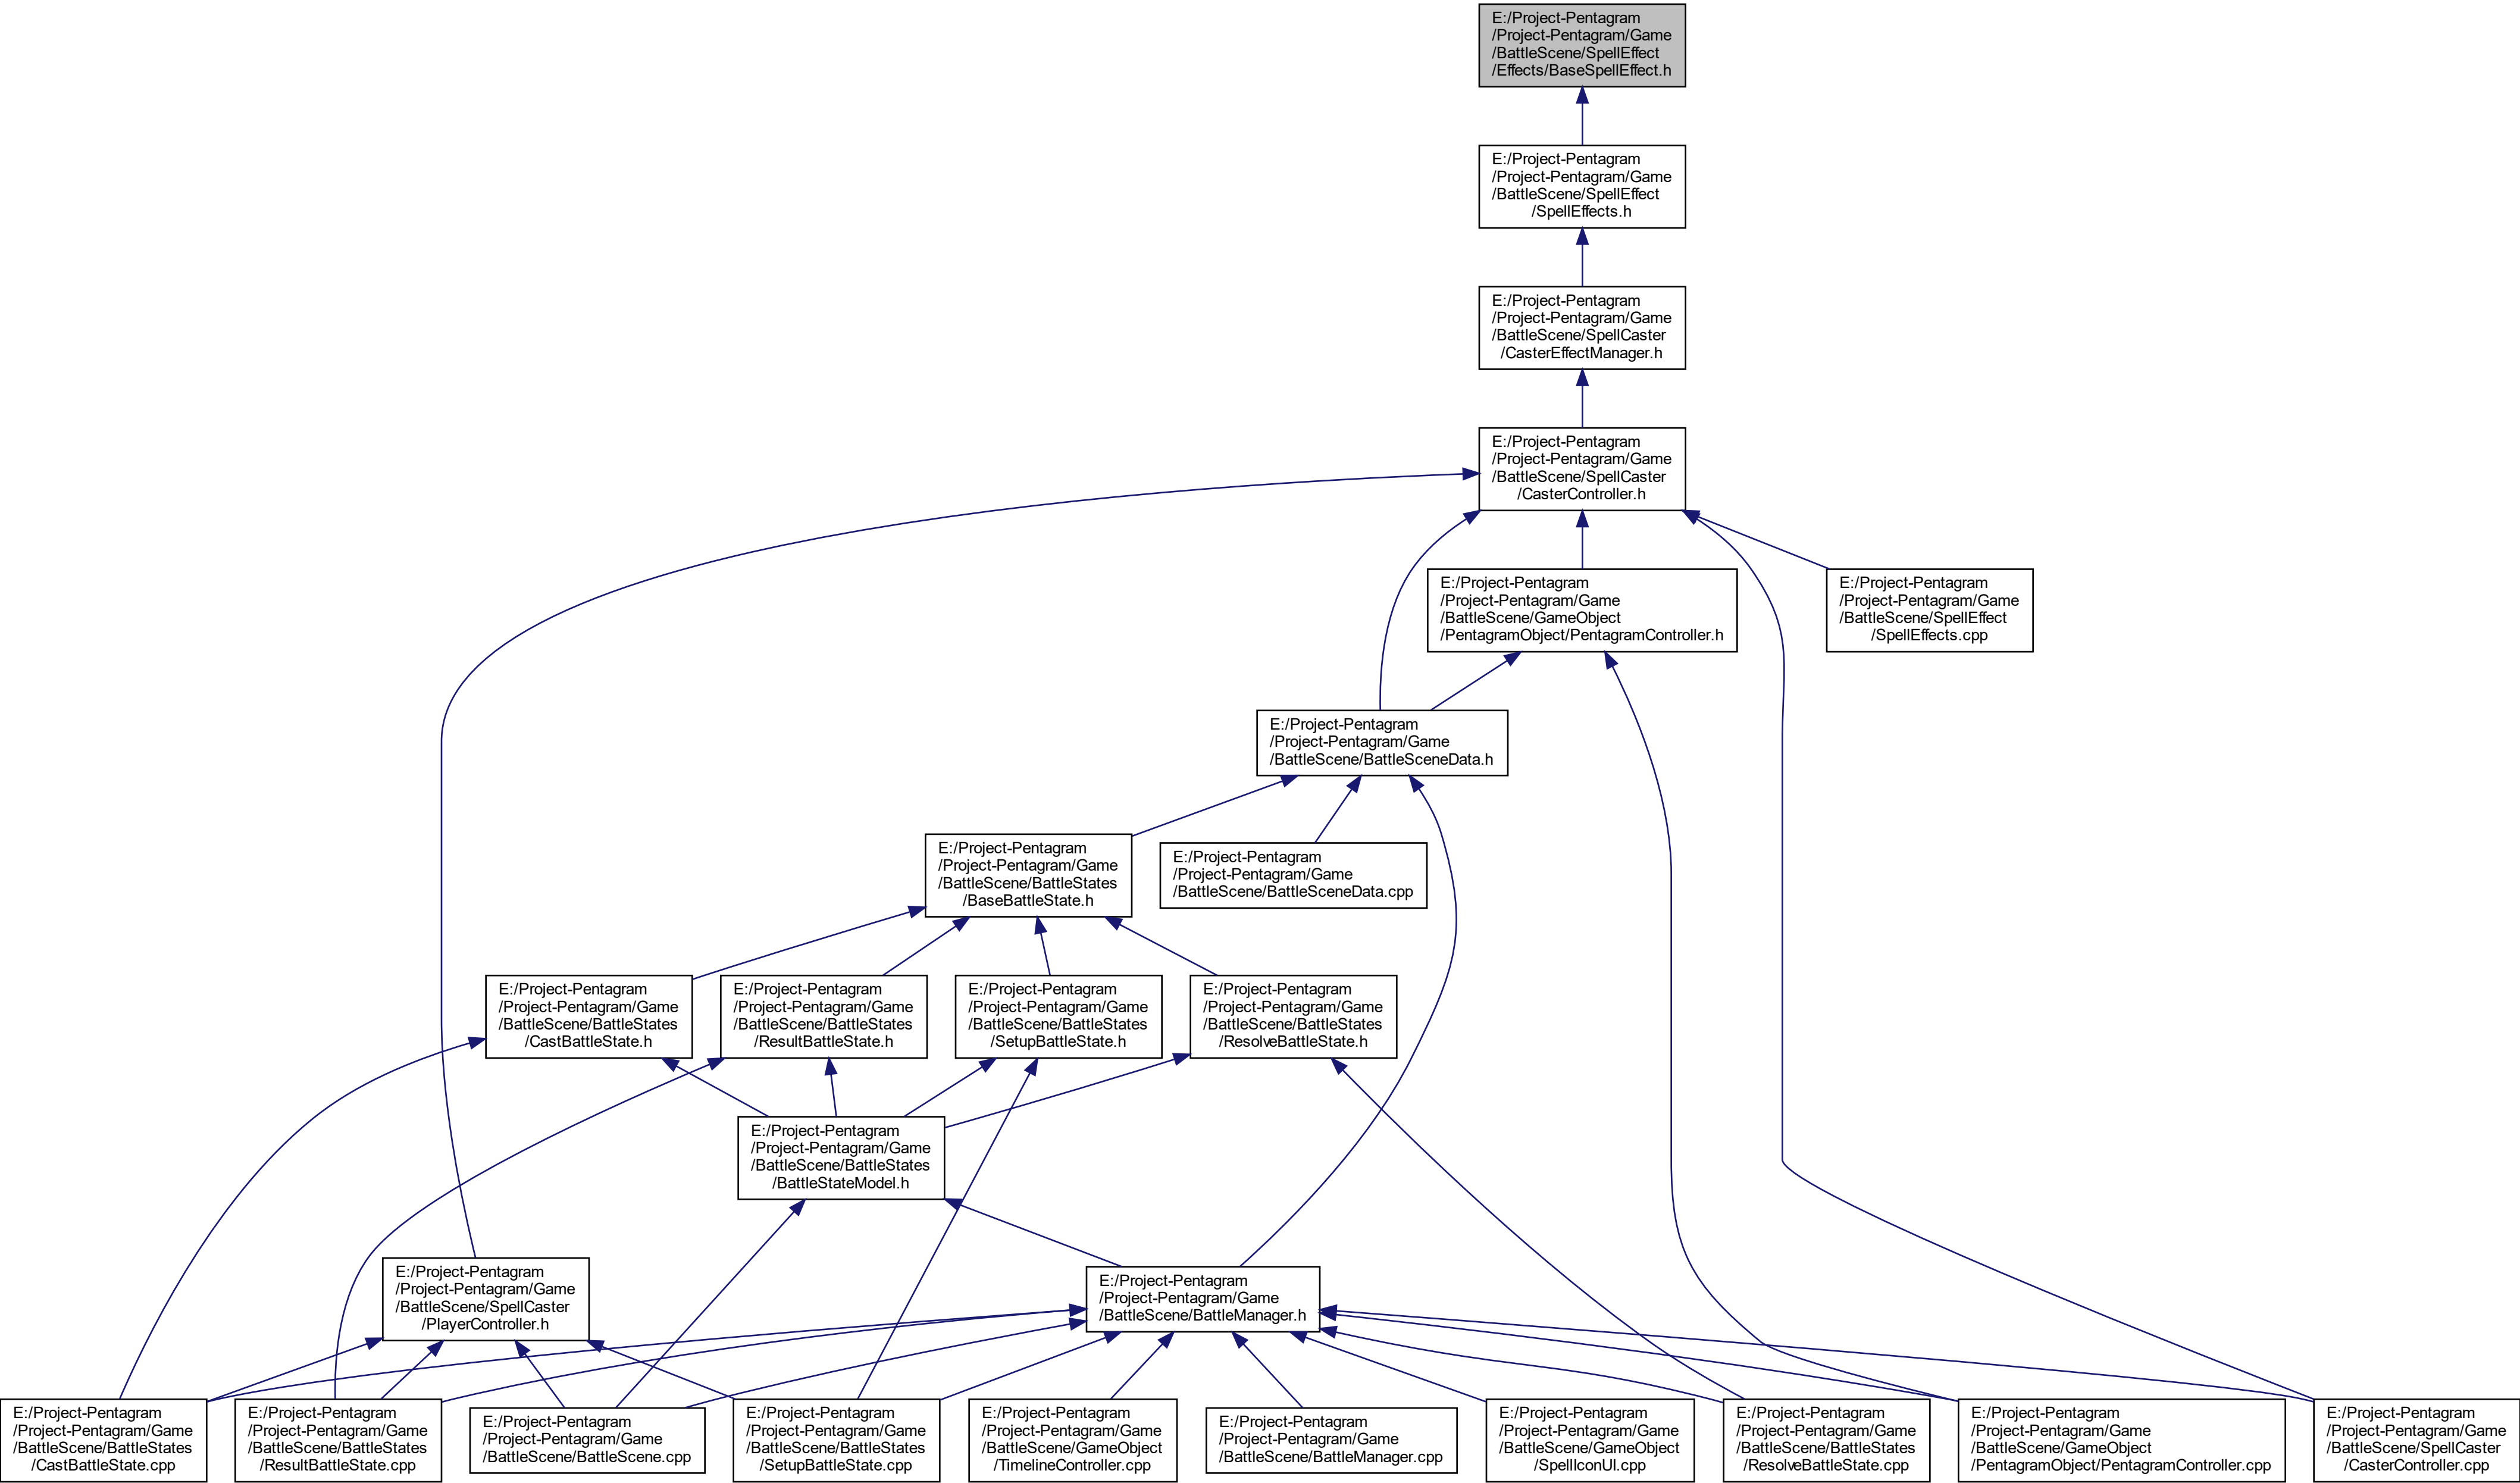 E:/Project-Pentagram
/Project-Pentagram/Game
/BattleScene/SpellEffect
/Effects/BaseSpellEffect.h
E:/Project-Pentagram
/Project-Pentagram/Game
/BattleScene/SpellEffect
/SpellEffects.h
E:/Project-Pentagram
/Project-Pentagram/Game
/BattleScene/SpellCaster
/CasterEffectManager.h
E:/Project-Pentagram
/Project-Pentagram/Game
/BattleScene/SpellCaster
/CasterController.h
E:/Project-Pentagram
/Project-Pentagram/Game
/BattleScene/GameObject
/PentagramObject/PentagramController.h
E:/Project-Pentagram
/Project-Pentagram/Game
/BattleScene/SpellEffect
/SpellEffects.cpp
E:/Project-Pentagram
/Project-Pentagram/Game
/BattleScene/BattleSceneData.h
E:/Project-Pentagram
/Project-Pentagram/Game
/BattleScene/BattleStates
/BaseBattleState.h
E:/Project-Pentagram
/Project-Pentagram/Game
/BattleScene/BattleSceneData.cpp
E:/Project-Pentagram
/Project-Pentagram/Game
/BattleScene/BattleStates
/CastBattleState.h
E:/Project-Pentagram
/Project-Pentagram/Game
/BattleScene/BattleStates
/ResultBattleState.h
E:/Project-Pentagram
/Project-Pentagram/Game
/BattleScene/BattleStates
/SetupBattleState.h
E:/Project-Pentagram
/Project-Pentagram/Game
/BattleScene/BattleStates
/ResolveBattleState.h
E:/Project-Pentagram
/Project-Pentagram/Game
/BattleScene/BattleStates
/BattleStateModel.h
E:/Project-Pentagram
/Project-Pentagram/Game
/BattleScene/SpellCaster
/PlayerController.h
E:/Project-Pentagram
/Project-Pentagram/Game
/BattleScene/BattleManager.h
E:/Project-Pentagram
/Project-Pentagram/Game
/BattleScene/BattleStates
/CastBattleState.cpp
E:/Project-Pentagram
/Project-Pentagram/Game
/BattleScene/BattleStates
/ResultBattleState.cpp
E:/Project-Pentagram
/Project-Pentagram/Game
/BattleScene/BattleScene.cpp
E:/Project-Pentagram
/Project-Pentagram/Game
/BattleScene/BattleStates
/SetupBattleState.cpp
E:/Project-Pentagram
/Project-Pentagram/Game
/BattleScene/GameObject
/TimelineController.cpp
E:/Project-Pentagram
/Project-Pentagram/Game
/BattleScene/BattleManager.cpp
E:/Project-Pentagram
/Project-Pentagram/Game
/BattleScene/GameObject
/SpellIconUI.cpp
E:/Project-Pentagram
/Project-Pentagram/Game
/BattleScene/BattleStates
/ResolveBattleState.cpp
E:/Project-Pentagram
/Project-Pentagram/Game
/BattleScene/GameObject
/PentagramObject/PentagramController.cpp
E:/Project-Pentagram
/Project-Pentagram/Game
/BattleScene/SpellCaster
/CasterController.cpp